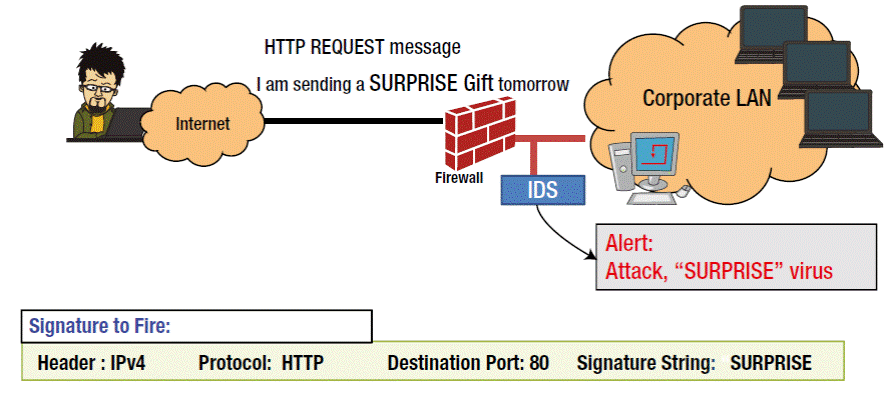 HTTP REQUEST message
I am sending a SURPRISE Gift tomorrow
Internet
Corporate LAN
Firewall
IDS
Alert:
Attack, “SURPRISE” virus
Signature to Fire:
Header : IPv4 Protocol: HTTP Destination Port: 80 Signature String: SURPRISE